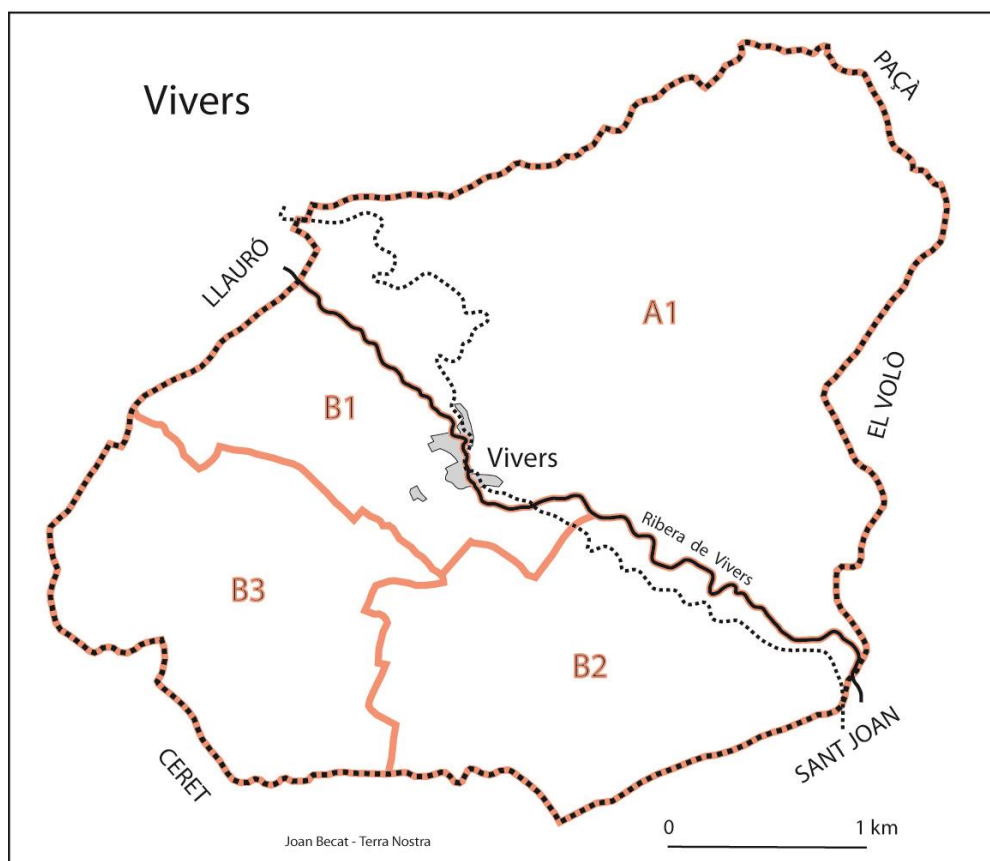 Vivers
PAÇÀ
LLAURÓ
A1
EL VOLÒ
B1
Vivers
Ribera de Vivers
B3
B2
SANT JOAN
CERET
0 1 km
Joan Becat - Terra Nostra